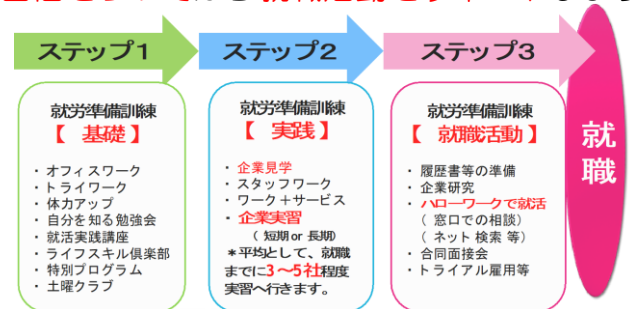 ステップ1
ステップ2
ステップ3
就労準備訓練
【 基礎 】
・オフィスワーク
・トライワーク
・体力アップ
・自分を知る勉強会
・就活実践講座
・ライフスキル倶楽部
・特別プログラム
・土曜クラブ
就労準備訓練
【 実践 】
・企業見学
・スタッフワーク
・ワーク+サービス
・企業実習
( 短期 or 長期)
*平均として、就職
までに3~5社程度
実習へ行きます。
就労準備訓練
【 就職活動 】
・履歴書等の準備
・企業研究
・ハローワークで就活
( 窓口での相談)
( ネット検索 等)
・合同面接会
・トライアル雇用等
就職